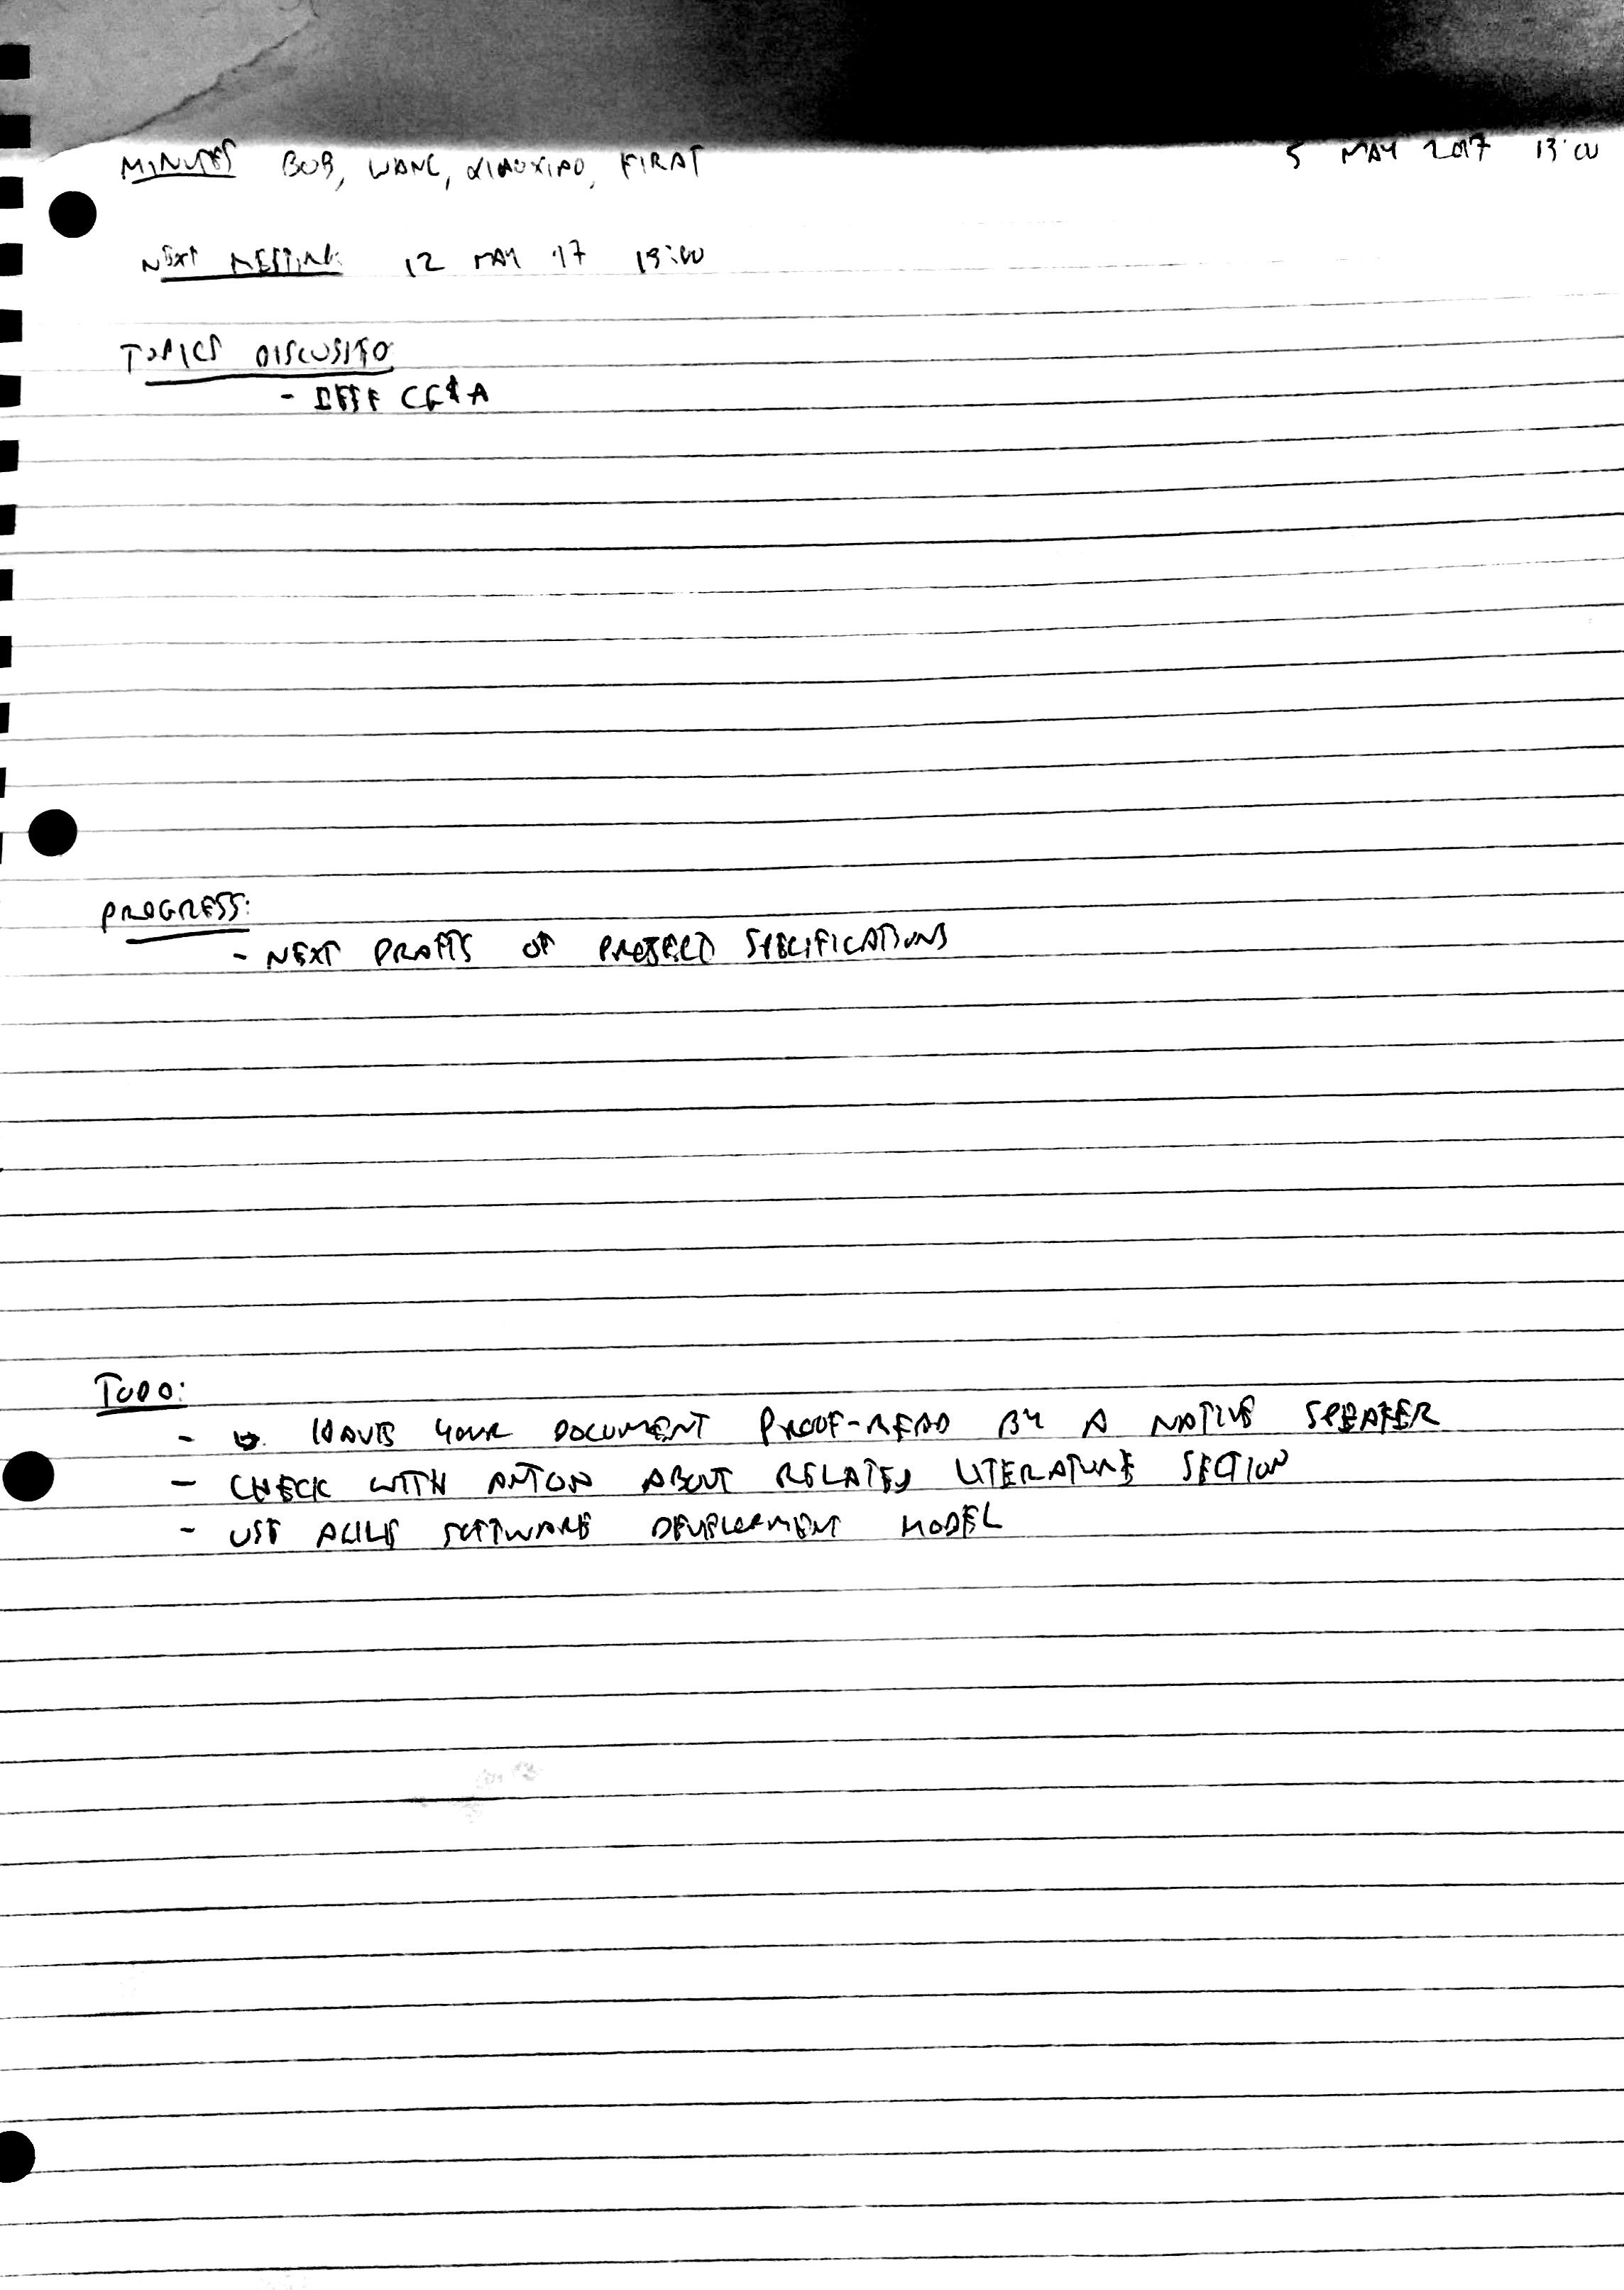 MINUTES BOB, WANG, XIAOXIAO, FIRAT 5 MAY 2017 13:00
NEXT MEETING 12 MAY 17 13:00
TOPICS DISCUSSED
- IEEE CG&A
PROGRESS:
- NEXT DRAFTS OF PROJECT SPECIFICATIONS
TODO:
- HAVE YOUR DOCUMENT PROOF-READ BY A NATIVE SPEAKER
- CHECK WITH ANTON ABOUT RELATED LITERATURE SECTION
- USE AGILE SOFTWARE DEVELOPMENT MODEL